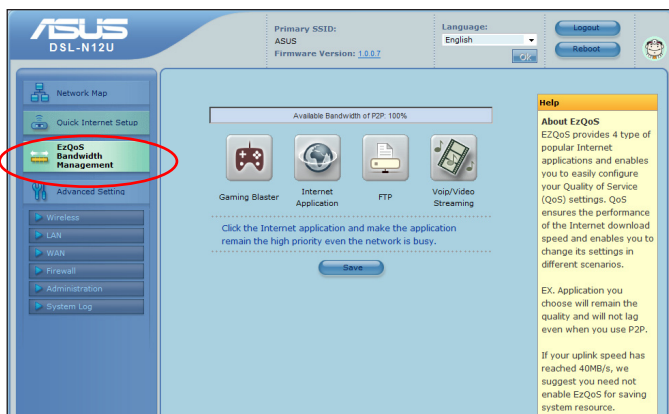 ASUS
DSL-N12U
Primary SSID:
ASUS
Firmware Version: 1.0.0.7
Language:
English
OK
Logout
Reboot
Network Map
Quick Internet Setup
EzQoS
Bandwidth
Management
Advanced Setting
Wireless
LAN
WAN
Firewall
Administration
System Log
Available Bandwidth of P2P: 100%
Gaming Blaster
Internet
Application
FTP
Voip/Video
Streaming
Click the Internet application and make the application
remain the high priority even the network is busy.
Save
Help
About EzQoS
EZQoS provides 4 type of
popular Internet
applications and enables
you to easily configure
your Quality of Service
(QoS) settings. QoS
ensures the performance
of the Internet download
speed and enables you to
change its settings in
different scenarios.
EX. Application you
choose will remain the
quality and will not lag
even when you use P2P.
If your uplink speed has
reached 40MB/s, we
suggest you need not
enable EzQoS for saving
system resource.